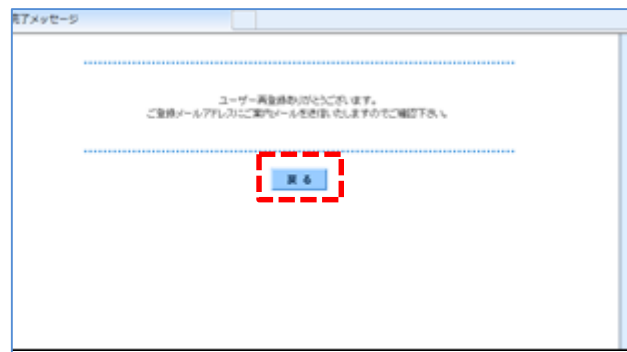 完了メッセージ
ユーザー再登録ありがとうございます。
ご登録メールアドレスにご案内メールをお送りいたしますのでご確認下さい。
戻る